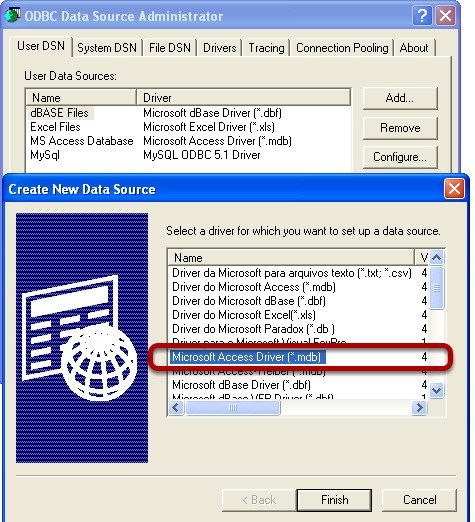 ODBC Data Source Administrator
User DSN System DSN File DSN Drivers Tracing Connection Pooling About
User Data Sources:
Name Driver
dBASE Files Microsoft dBase Driver (*.dbf)
Excel Files Microsoft Excel Driver (*.xls)
MS Access Database Microsoft Access Driver (*.mdb)
MySql MySQL ODBC 5.1 Driver
Add...
Remove
Configure...
Create New Data Source
Select a driver for which you want to set up a data source.
Name V
Driver da Microsoft para arquivos texto (*.txt; *.csv) 4
Driver do Microsoft Access (*.mdb) 4
Driver do Microsoft dBase (*.dbf) 4
Driver do Microsoft Excel(*.xls) 4
Driver do Microsoft Paradox (*.db ) 4
Driver para o Microsoft Visual FoxPro 1
Microsoft Access Driver (*.mdb) 4
Microsoft Access-Helper (*.mdb) 4
Microsoft dBase Driver (*.dbf) 4
Microsoft dBase VFP Driver (*.dbf) 1
< Back Finish Cancel